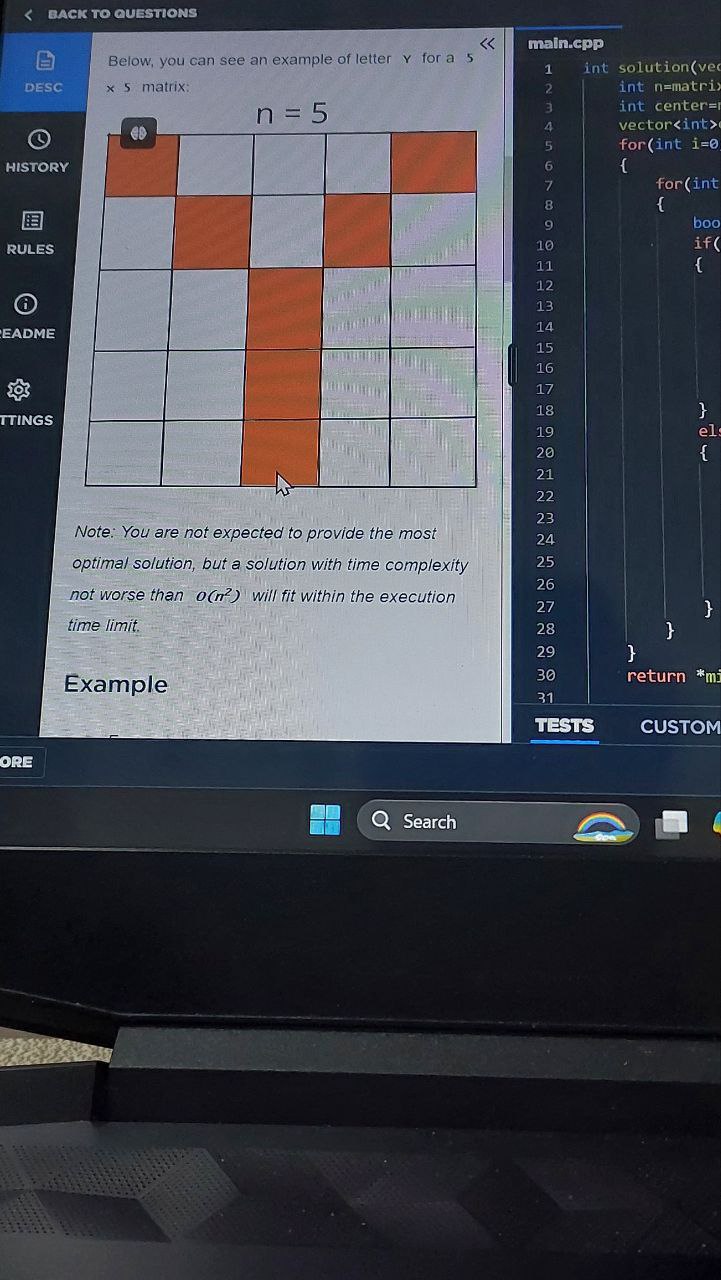 BACK TO QUESTIONS
DESC
HISTORY
RULES
EADME
TTINGS
ORE
Below, you can see an example of letter Y for a 5
× 5 matrix:
n = 5
Note: You are not expected to provide the most
optimal solution, but a solution with time complexity
not worse than O(n²) will fit within the execution
time limit.
Example
main.cpp
1 int solution(vec
2 int n=matrix
3 int center=
4 vector<int>
5 for(int i=0
6 {
7 for(int
8 {
9 boo
10 if(
11 {
12
13
14
15
16
17
18 }
19 els
20 {
21
22
23
24
25
26
27 }
28 }
29 }
30 return *mi
31
TESTS CUSTOM
Search